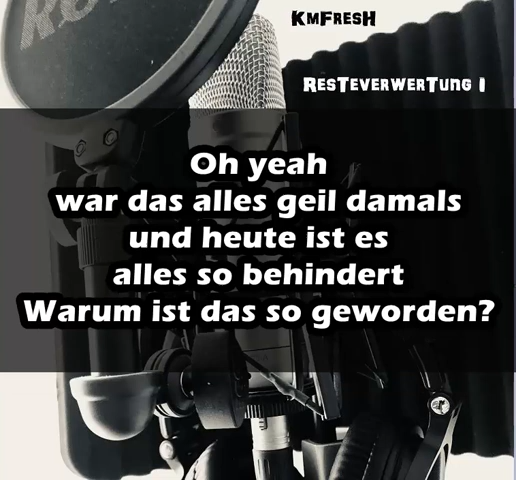 KmFresH
ResTeverwerTung I
Oh yeah
war das alles geil damals
und heute ist es
alles so behindert
Warum ist das so geworden?